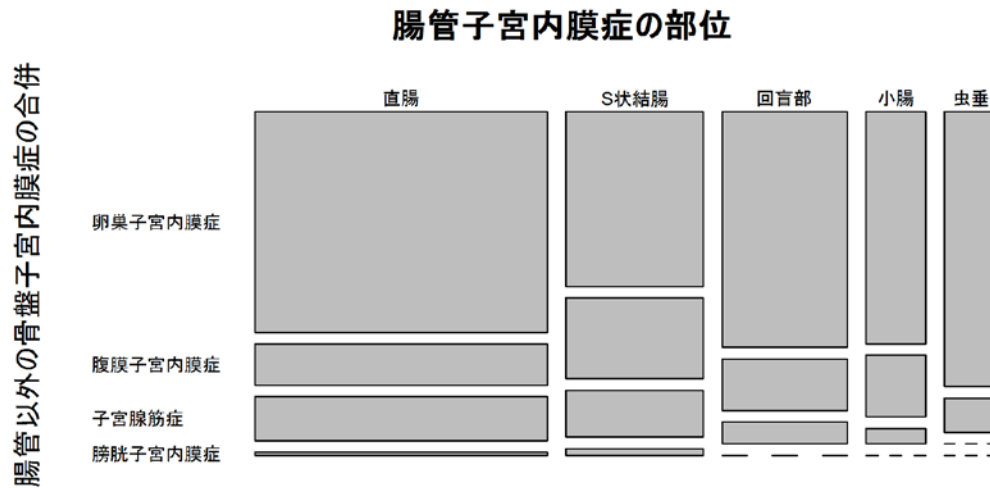 腸管子宮内膜症の部位
腸管以外の骨盤子宮内膜症の合併
直腸 S状結腸 回盲部 小腸 虫垂
卵巣子宮内膜症
腹膜子宮内膜症
子宮腺筋症
膀胱子宮内膜症